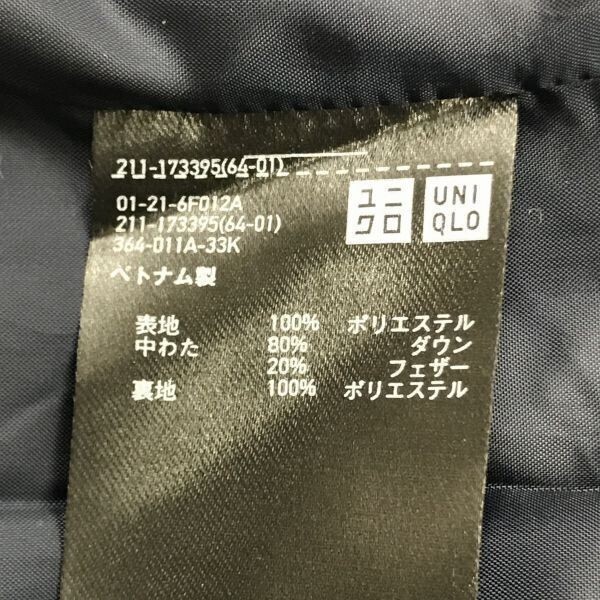 211-173395(64-01)
01-21-6F012A
211-173395(64-01)
364-011A-33K
ベトナム製
ユニ
クロ
UNI
QLO
表地 100% ポリエステル
中わた 80% ダウン
20% フェザー
裏地 100% ポリエステル